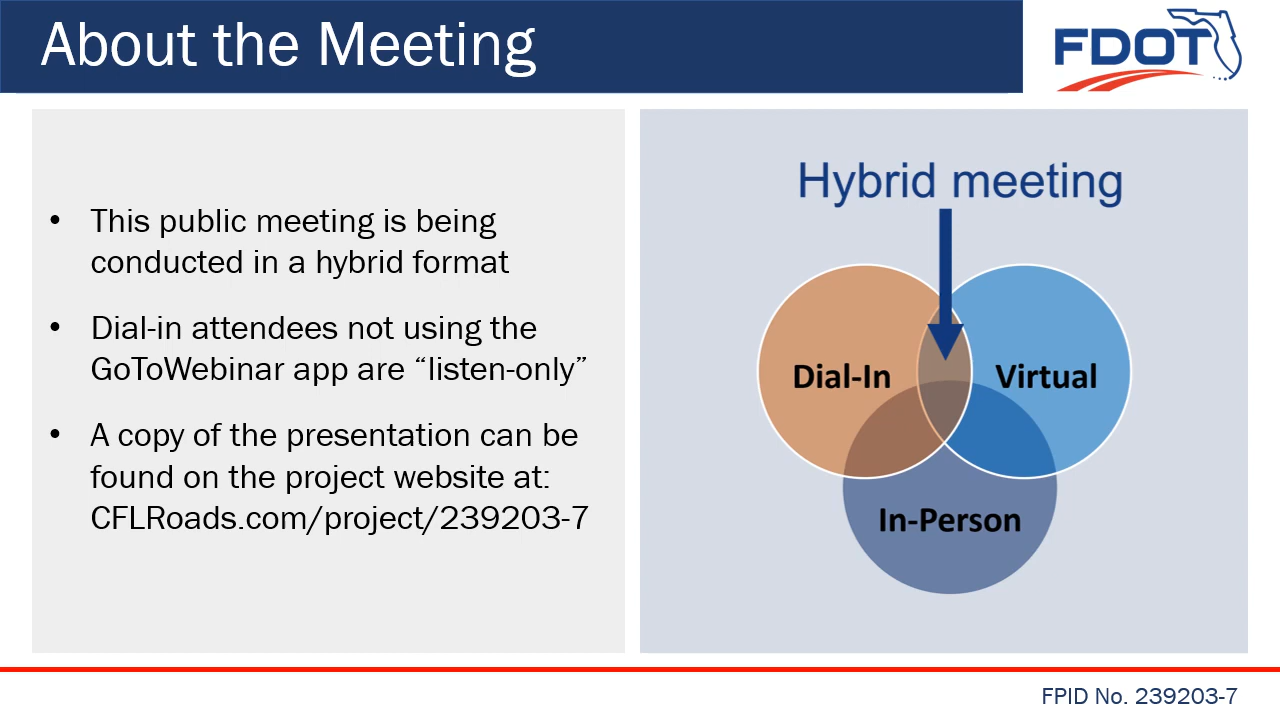 About the Meeting
FDOT
• This public meeting is being
conducted in a hybrid format
• Dial-in attendees not using the
GoToWebinar app are “listen-only”
• A copy of the presentation can be
found on the project website at:
CFLRoads.com/project/239203-7
Hybrid meeting
Dial-In
Virtual
In-Person
FPID No. 239203-7